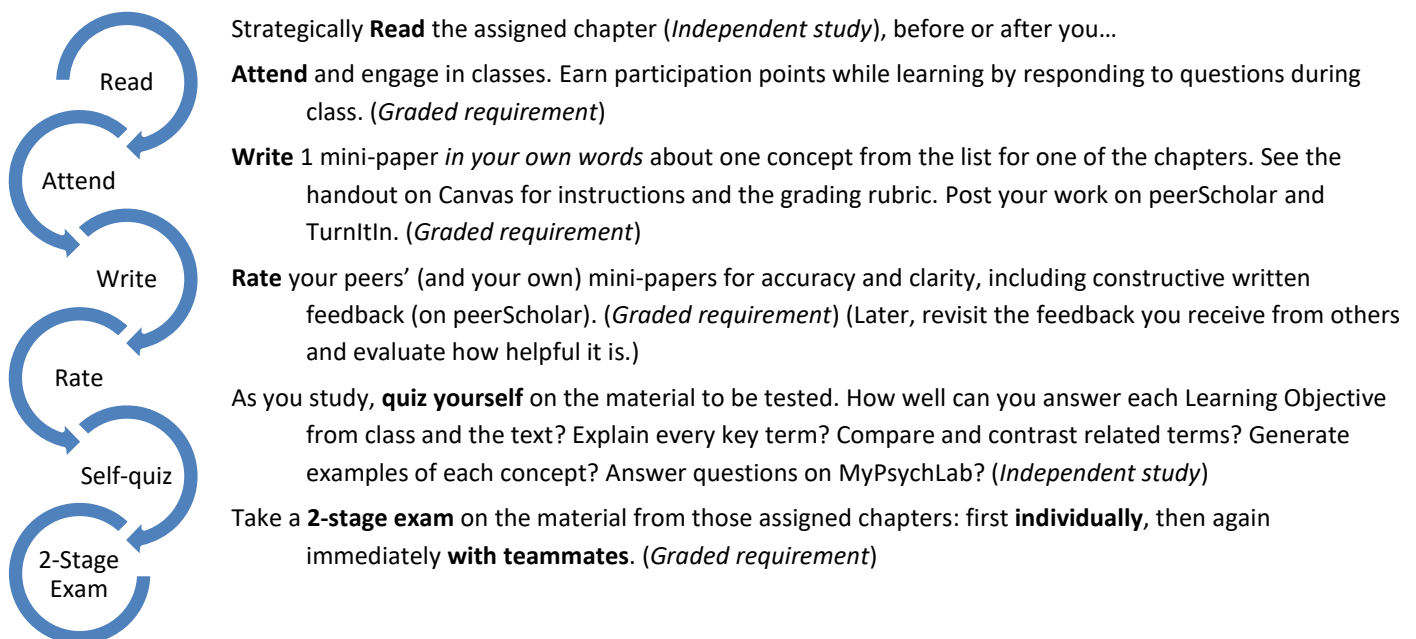 Strategically Read the assigned chapter (Independent study), before or after you…
Read
Attend and engage in classes. Earn participation points while learning by responding to questions during
class. (Graded requirement)
Attend
Write 1 mini-paper in your own words about one concept from the list for one of the chapters. See the
handout on Canvas for instructions and the grading rubric. Post your work on peerScholar and
TurnItIn. (Graded requirement)
Write
Rate your peers’ (and your own) mini-papers for accuracy and clarity, including constructive written
feedback (on peerScholar). (Graded requirement) (Later, revisit the feedback you receive from others
and evaluate how helpful it is.)
Rate
As you study, quiz yourself on the material to be tested. How well can you answer each Learning Objective
from class and the text? Explain every key term? Compare and contrast related terms? Generate
examples of each concept? Answer questions on MyPsychLab? (Independent study)
Self-quiz
Take a 2-stage exam on the material from those assigned chapters: first individually, then again
immediately with teammates. (Graded requirement)
2-Stage
Exam